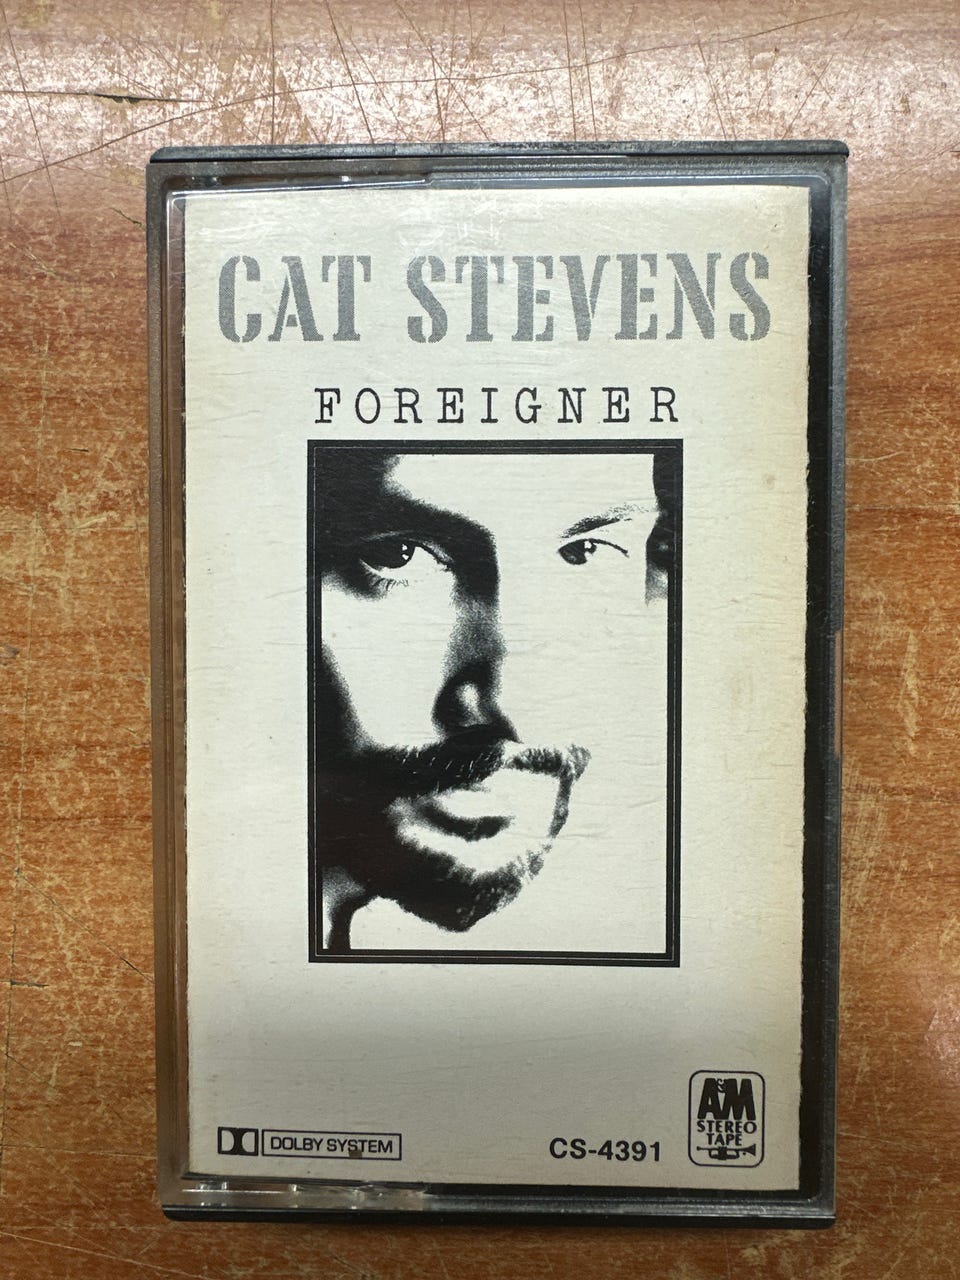 CAT STEVENS
FOREIGNER
DOLBY SYSTEM
CS-4391
A&M
STEREO
TAPE